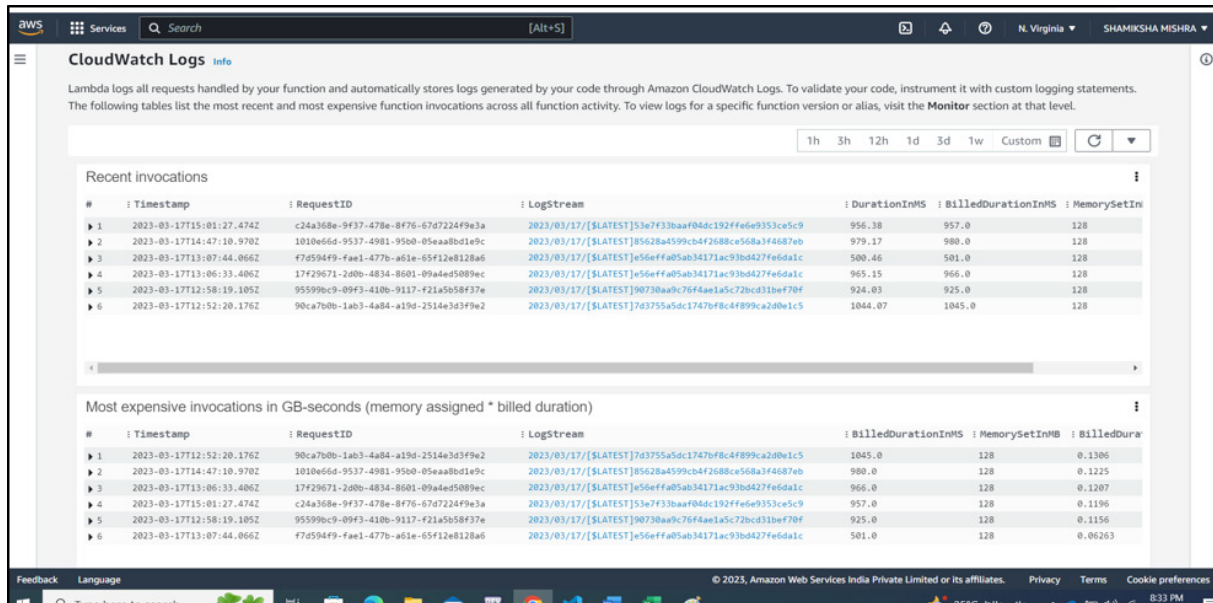 aws Services Search [Alt+S] N. Virginia SHAMIKSHA MISHRA
CloudWatch Logs Info
Lambda logs all requests handled by your function and automatically stores logs generated by your code through Amazon CloudWatch Logs. To validate your code, instrument it with custom logging statements.
The following tables list the most recent and most expensive function invocations across all function activity. To view logs for a specific function version or alias, visit the Monitor section at that level.
1h 3h 12h 1d 3d 1w Custom
Recent invocations
# : Timestamp : RequestID : LogStream : DurationInMS : BilledDurationInMS : MemorySetInM
1 2023-03-17T15:01:27.474Z c24a368e-9f37-478e-8f76-67d7224f9e3a 2023/03/17/[$LATEST]53e7f33baaf04dc192ffe6e9353ce5c9 956.38 957.0 128
2 2023-03-17T14:47:10.970Z 1010e66d-9537-4981-95b0-05eaa8bd1e9c 2023/03/17/[$LATEST]85628a4599cb4f2688ce568a3f4687eb 979.17 980.0 128
3 2023-03-17T13:07:44.066Z f7d594f9-fae1-477b-a61e-65f12e8128a6 2023/03/17/[$LATEST]e56effa05ab34171ac93bd427fe6da1c 500.46 501.0 128
4 2023-03-17T13:06:33.406Z 17f29671-2d0b-4834-8601-09a4ed5089ec 2023/03/17/[$LATEST]e56effa05ab34171ac93bd427fe6da1c 965.15 966.0 128
5 2023-03-17T12:58:19.105Z 95599bc9-09f3-410b-9117-f21a5b58f37e 2023/03/17/[$LATEST]90730aa9c76f4ae1a5c72bcd31bef70f 924.03 925.0 128
6 2023-03-17T12:52:20.176Z 90ca7b0b-1ab3-4a84-a19d-2514e3d3f9e2 2023/03/17/[$LATEST]7d3755a5dc1747bf8c4f899ca2d0e1c5 1044.07 1045.0 128
Most expensive invocations in GB-seconds (memory assigned * billed duration)
# : Timestamp : RequestID : LogStream : BilledDurationInMS : MemorySetInMB : BilledDura
1 2023-03-17T12:52:20.176Z 90ca7b0b-1ab3-4a84-a19d-2514e3d3f9e2 2023/03/17/[$LATEST]7d3755a5dc1747bf8c4f899ca2d0e1c5 1045.0 128 0.1306
2 2023-03-17T14:47:10.970Z 1010e66d-9537-4981-95b0-05eaa8bd1e9c 2023/03/17/[$LATEST]85628a4599cb4f2688ce568a3f4687eb 980.0 128 0.1225
3 2023-03-17T13:06:33.406Z 17f29671-2d0b-4834-8601-09a4ed5089ec 2023/03/17/[$LATEST]e56effa05ab34171ac93bd427fe6da1c 966.0 128 0.1207
4 2023-03-17T15:01:27.474Z c24a368e-9f37-478e-8f76-67d7224f9e3a 2023/03/17/[$LATEST]53e7f33baaf04dc192ffe6e9353ce5c9 957.0 128 0.1196
5 2023-03-17T12:58:19.105Z 95599bc9-09f3-410b-9117-f21a5b58f37e 2023/03/17/[$LATEST]90730aa9c76f4ae1a5c72bcd31bef70f 925.0 128 0.1156
6 2023-03-17T13:07:44.066Z f7d594f9-fae1-477b-a61e-65f12e8128a6 2023/03/17/[$LATEST]e56effa05ab34171ac93bd427fe6da1c 501.0 128 0.06263
Feedback Language © 2023, Amazon Web Services India Private Limited or its affiliates. Privacy Terms Cookie preferences
8:33 PM